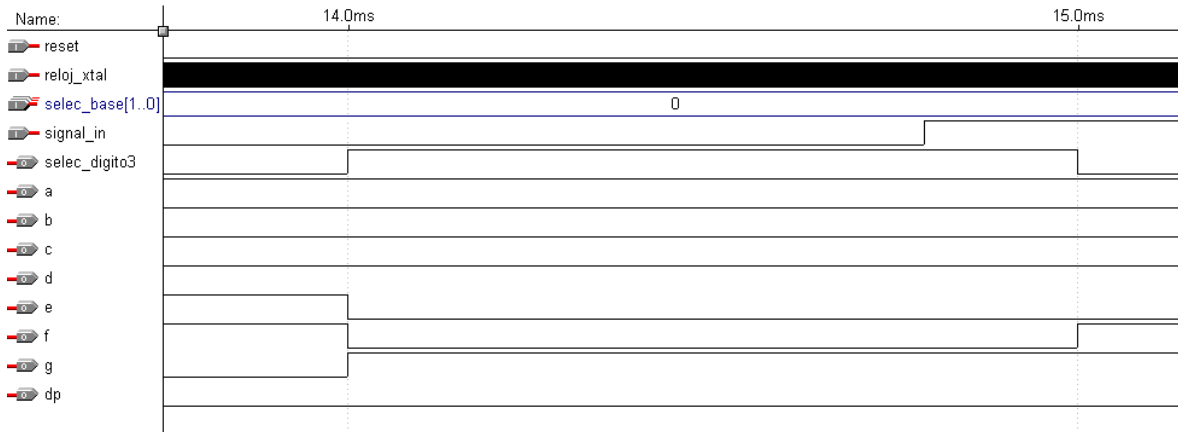 Name:
14.0ms
15.0ms
reset
reloj_xtal
selec_base[1..0]
0
signal_in
selec_digito3
a
b
c
d
e
f
g
dp